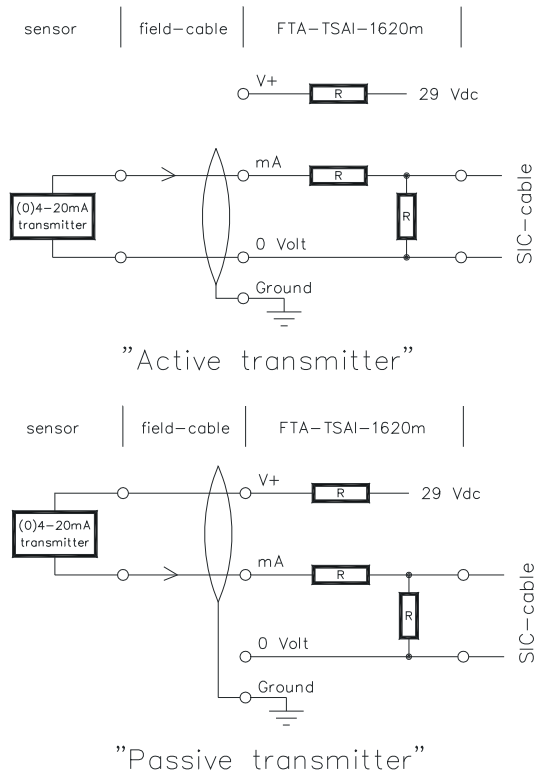 sensor field-cable FTA-TSAI-1620m
V+
R
29 Vdc
mA
R
(0)4-20mA
transmitter
R
0 Volt
SIC-cable
Ground
"Active transmitter"
sensor field-cable FTA-TSAI-1620m
V+
R
29 Vdc
(0)4-20mA
transmitter
mA
R
R
SIC-cable
0 Volt
Ground
"Passive transmitter"